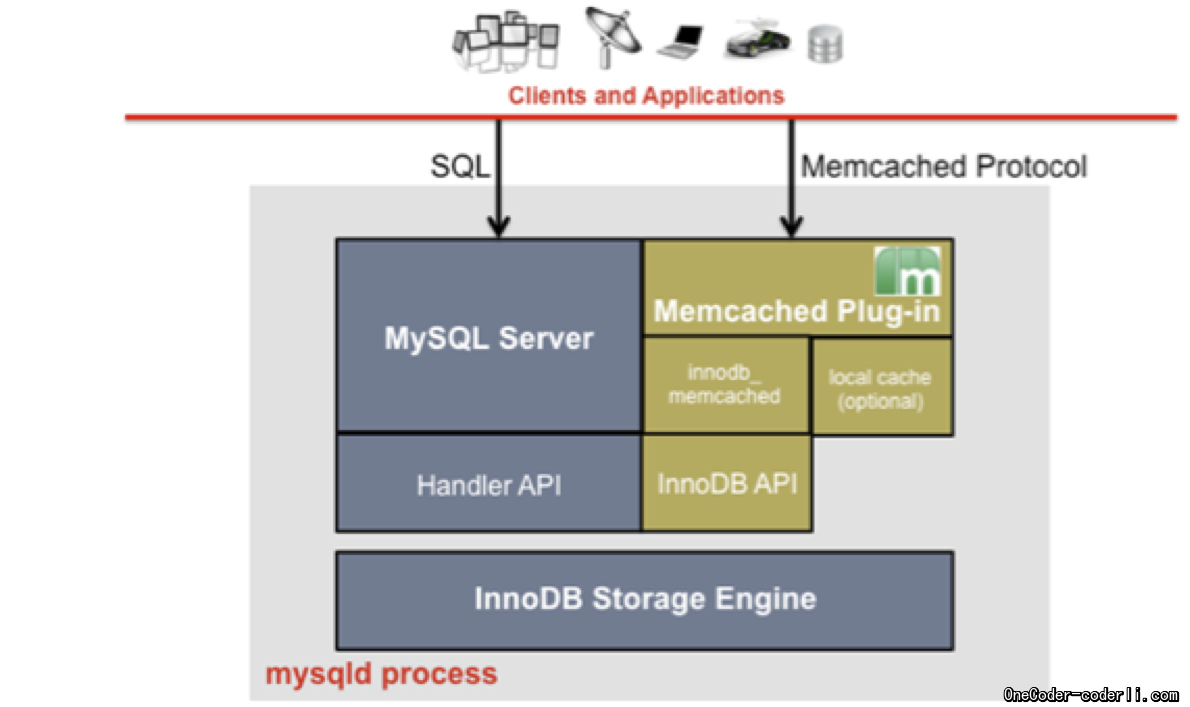 Clients and Applications
SQL
Memcached Protocol
m
Memcached Plug-in
MySQL Server
innodb_
memcached
local cache
(optional)
Handler API
InnoDB API
InnoDB Storage Engine
mysqld process
OneCoder-coderli.com